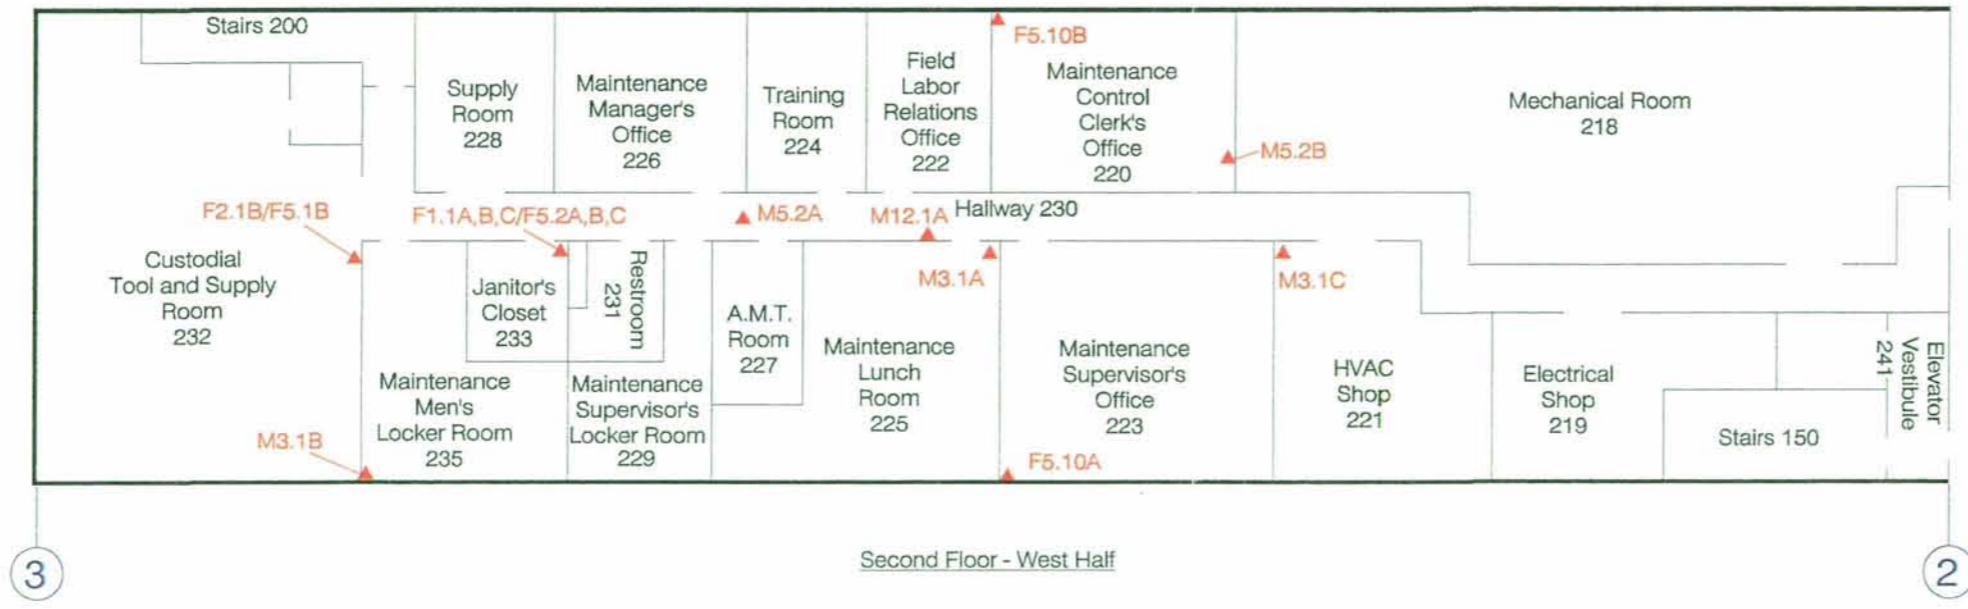 Stairs 200
F5.10B
Supply
Room
228
Maintenance
Manager's
Office
226
Training
Room
224
Field
Labor
Relations
Office
222
Maintenance
Control
Clerk's
Office
220
Mechanical Room
218
M5.2B
F2.1B/F5.1B
F1.1A,B,C/F5.2A,B,C
M5.2A
M12.1A
Hallway 230
Custodial
Tool and Supply
Room
232
Janitor's
Closet
233
Restroom
231
A.M.T.
Room
227
M3.1A
M3.1C
Maintenance
Men's
Locker Room
235
Maintenance
Supervisor's
Locker Room
229
Maintenance
Lunch
Room
225
Maintenance
Supervisor's
Office
223
HVAC
Shop
221
Electrical
Shop
219
Stairs 150
Elevator
Vestibule
241
M3.1B
F5.10A
3
Second Floor - West Half
2